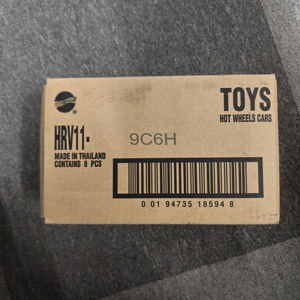 TOYS
HOT WHEELS CARS
HRV11-
9C6H
MADE IN THAILAND
CONTAINS 8 PCS
0 01 94735 18594 8